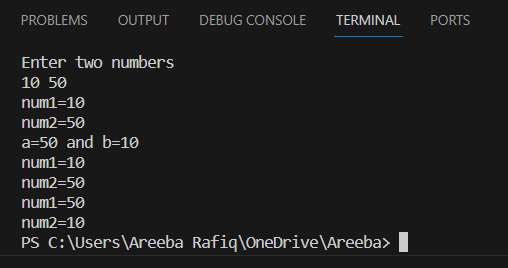 PROBLEMS OUTPUT DEBUG CONSOLE TERMINAL PORTS
Enter two numbers
10 50
num1=10
num2=50
a=50 and b=10
num1=10
num2=50
num1=50
num2=10
PS C:\Users\Areeba Rafiq\OneDrive\Areeba>